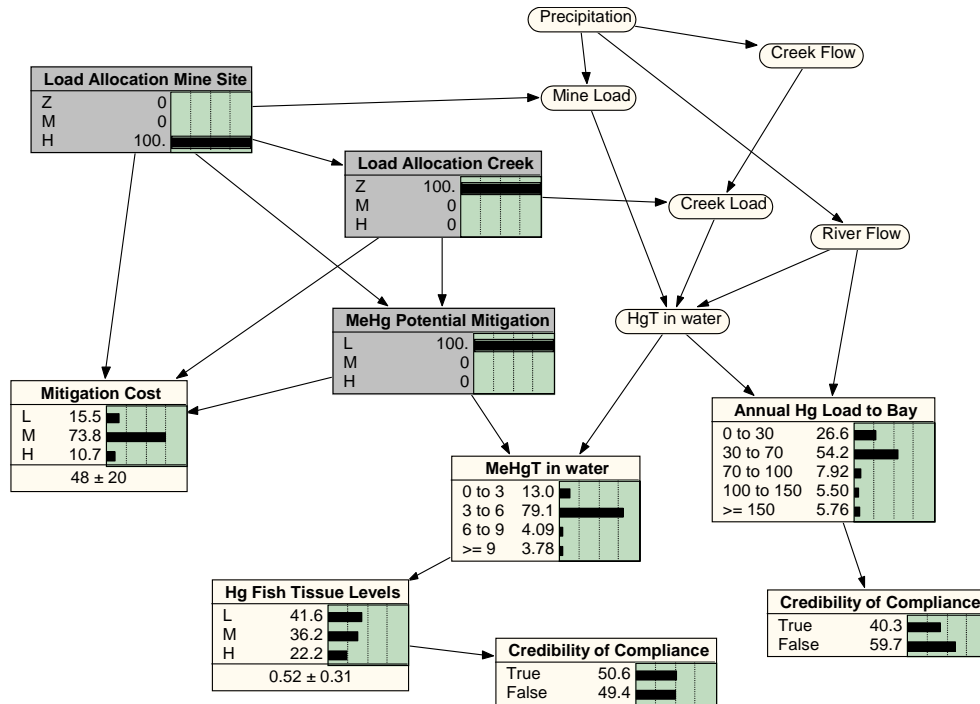 Precipitation
Creek Flow
Load Allocation Mine Site
Z 0
M 0
H 100.
Mine Load
Load Allocation Creek
Z 100.
M 0
H 0
Creek Load
River Flow
MeHg Potential Mitigation
L 100.
M 0
H 0
HgT in water
Mitigation Cost
L 15.5
M 73.8
H 10.7
48 ± 20
Annual Hg Load to Bay
0 to 30 26.6
30 to 70 54.2
70 to 100 7.92
100 to 150 5.50
>= 150 5.76
MeHgT in water
0 to 3 13.0
3 to 6 79.1
6 to 9 4.09
>= 9 3.78
Hg Fish Tissue Levels
L 41.6
M 36.2
H 22.2
0.52 ± 0.31
Credibility of Compliance
True 40.3
False 59.7
Credibility of Compliance
True 50.6
False 49.4